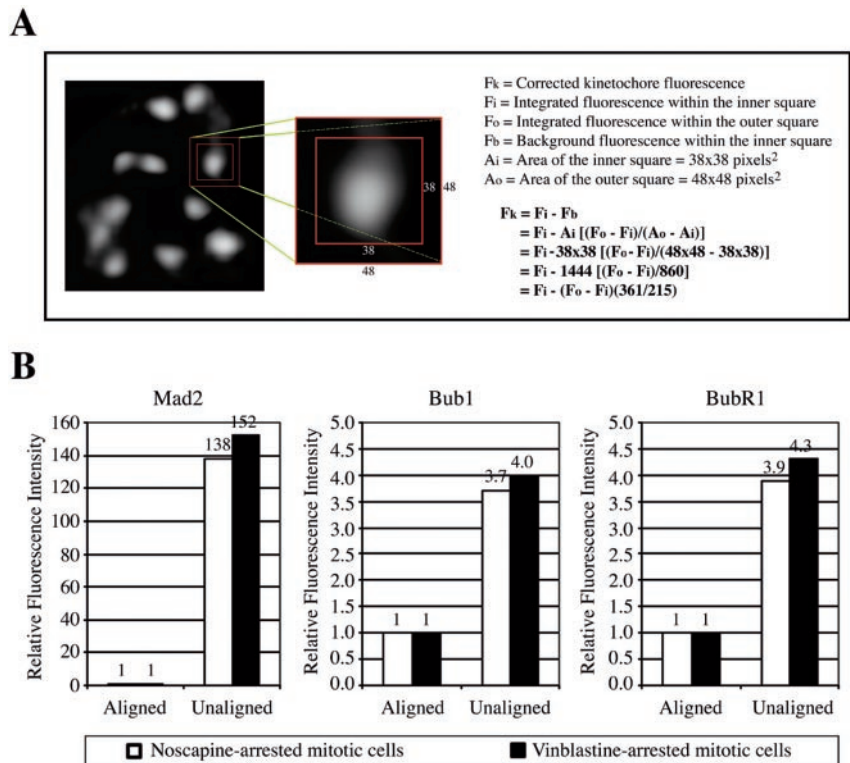 A
Fk = Corrected kinetochore fluorescence
Fi = Integrated fluorescence within the inner square
Fo = Integrated fluorescence within the outer square
Fb = Background fluorescence within the inner square
Ai = Area of the inner square = 38x38 pixels²
Ao = Area of the outer square = 48x48 pixels²
Fk = Fi - Fb
= Fi - Ai [(Fo - Fi)/(Ao - Ai)]
= Fi -38x38 [(Fo - Fi)/(48x48 - 38x38)]
= Fi - 1444 [(Fo - Fi)/860]
= Fi - (Fo - Fi)(361/215)
38 48
38
48
B
Mad2
Relative Fluorescence Intensity
160
140
120
100
80
60
40
20
0
1 1
138 152
Aligned Unaligned
Bub1
Relative Fluorescence Intensity
5.0
4.5
4.0
3.5
3.0
2.5
2.0
1.5
1.0
0.5
0.0
1 1
3.7 4.0
Aligned Unaligned
BubR1
Relative Fluorescence Intensity
5.0
4.5
4.0
3.5
3.0
2.5
2.0
1.5
1.0
0.5
0.0
1 1
3.9 4.3
Aligned Unaligned
Noscapine-arrested mitotic cells Vinblastine-arrested mitotic cells